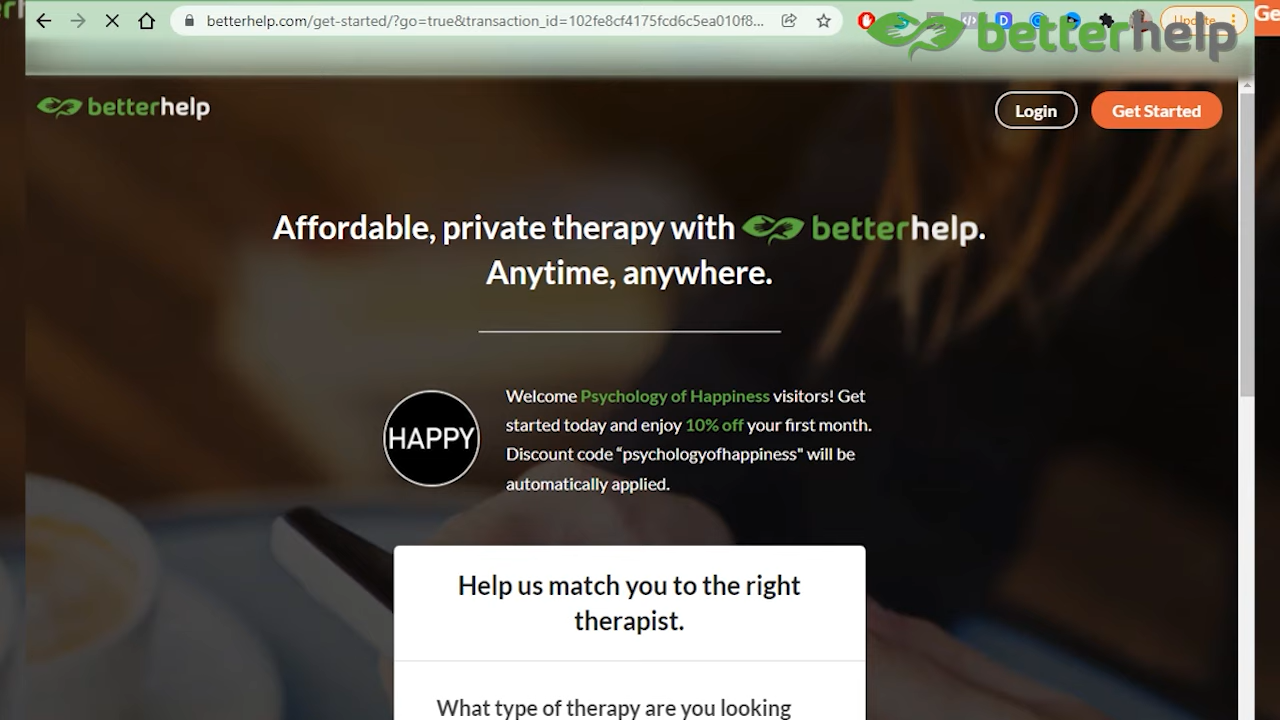 betterhelp.com/get-started/?go=true&transaction_id=102fe8cf4175fcd6c5ea010f8...
Update
betterhelp
betterhelp
Login
Get Started
Affordable, private therapy with betterhelp.
Anytime, anywhere.
HAPPY
Welcome Psychology of Happiness visitors! Get
started today and enjoy 10% off your first month.
Discount code “psychologyofhappiness" will be
automatically applied.
Help us match you to the right
therapist.
What type of therapy are you looking